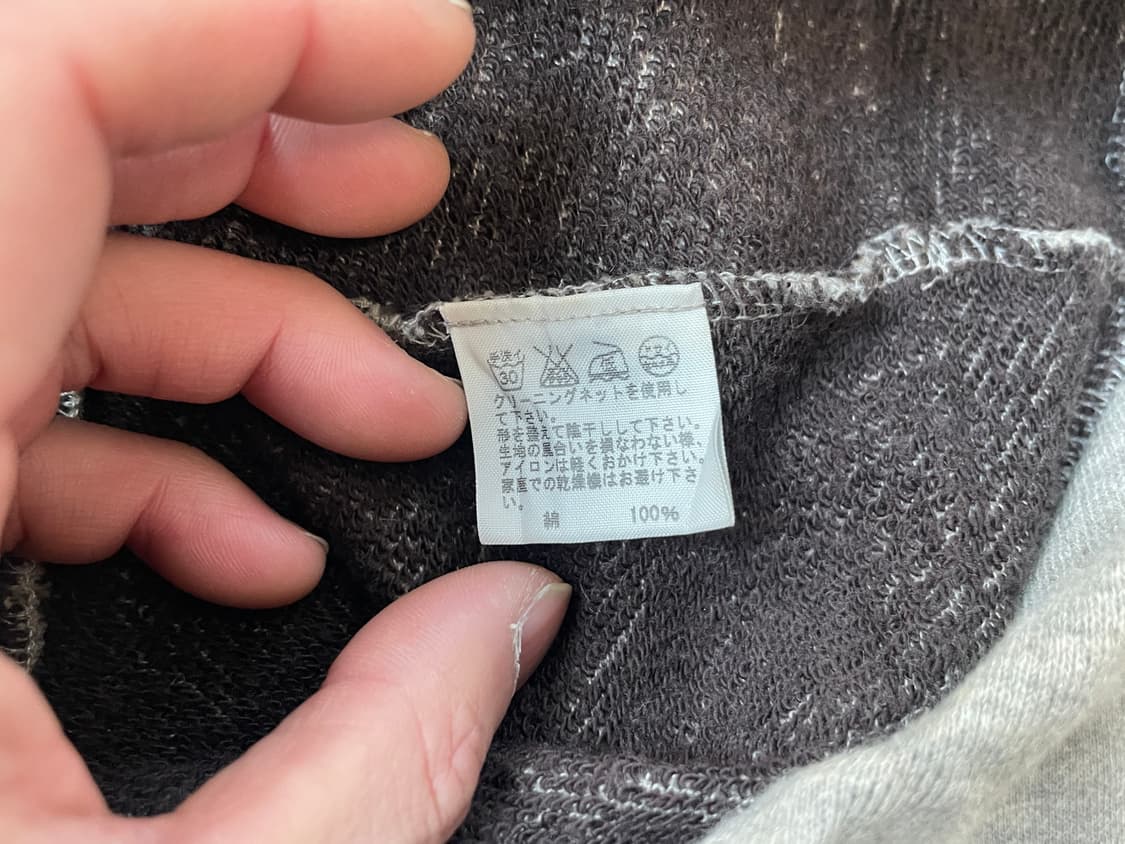 手洗イ
30
クリーニングネットを使用し
て下さい。
形を整えて陰干しして下さい。
生地の風合いを損なわない様、
アイロンは軽くおかけ下さい。
家庭での乾燥機はお避け下さ
い。
綿 100%